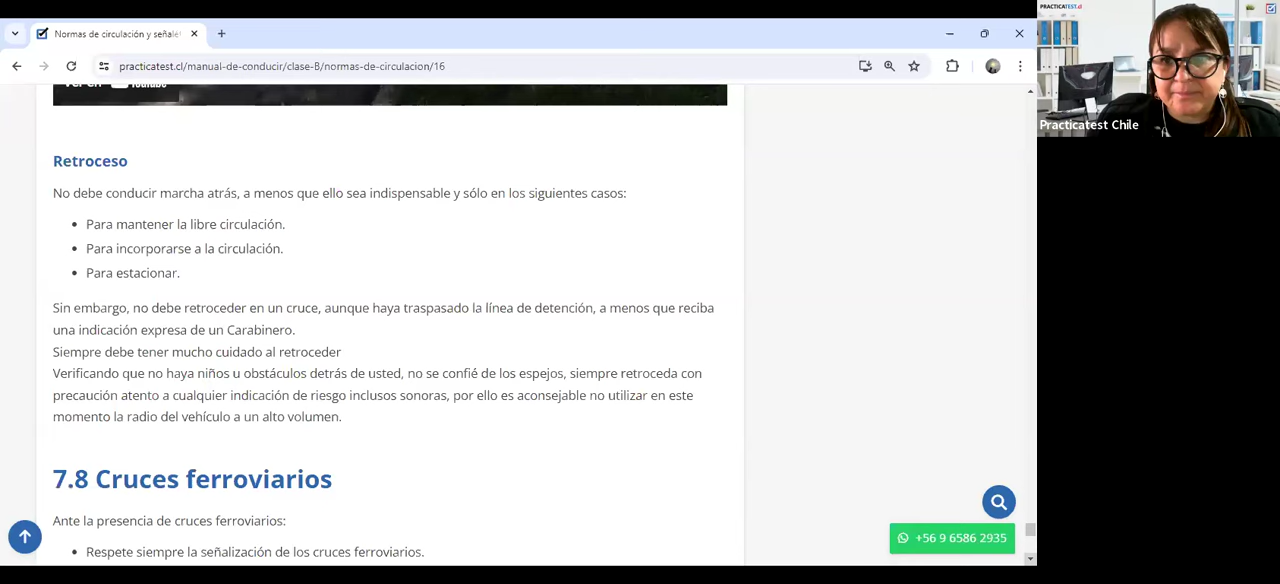 Normas de circulación y señale
practicatest.cl/manual-de-conducir/clase-B/normas-de-circulacion/16
PRACTICATEST.cl
Practicatest Chile
Ver en YouTube
Retroceso
No debe conducir marcha atrás, a menos que ello sea indispensable y sólo en los siguientes casos:
• Para mantener la libre circulación.
• Para incorporarse a la circulación.
• Para estacionar.
Sin embargo, no debe retroceder en un cruce, aunque haya traspasado la línea de detención, a menos que reciba
una indicación expresa de un Carabinero.
Siempre debe tener mucho cuidado al retroceder
Verificando que no haya niños u obstáculos detrás de usted, no se confié de los espejos, siempre retroceda con
precaución atento a cualquier indicación de riesgo inclusos sonoras, por ello es aconsejable no utilizar en este
momento la radio del vehículo a un alto volumen.
7.8 Cruces ferroviarios
Ante la presencia de cruces ferroviarios:
• Respete siempre la señalización de los cruces ferroviarios.
+56 9 6586 2935